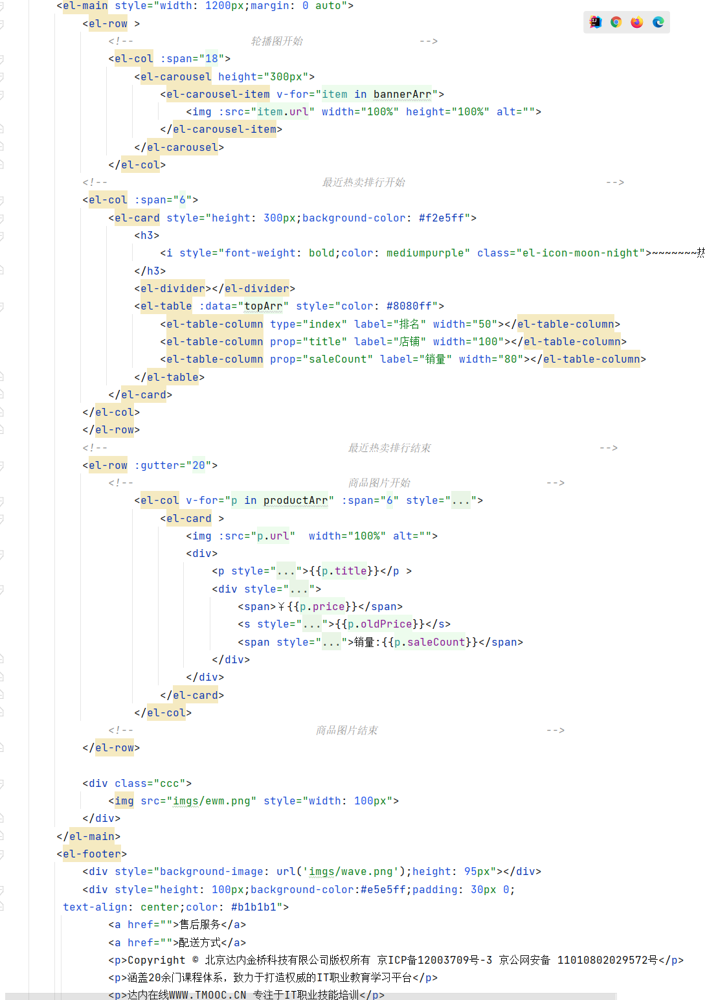 <el-main style="width: 1200px;margin: 0 auto">
<el-row >
<!-- 轮播图开始 -->
<el-col :span="18">
<el-carousel height="300px">
<el-carousel-item v-for="item in bannerArr">
<img :src="item.url" width="100%" height="100%" alt="">
</el-carousel-item>
</el-carousel>
</el-col>
<!-- 最近热卖排行开始 -->
<el-col :span="6">
<el-card style="height: 300px;background-color: #f2e5ff">
<h3>
<i style="font-weight: bold;color: mediumpurple" class="el-icon-moon-night">~~~~~~~热
</h3>
<el-divider></el-divider>
<el-table :data="topArr" style="color: #8080ff">
<el-table-column type="index" label="排名" width="50"></el-table-column>
<el-table-column prop="title" label="店铺" width="100"></el-table-column>
<el-table-column prop="saleCount" label="销量" width="80"></el-table-column>
</el-table>
</el-card>
</el-col>
</el-row>
<!-- 最近热卖排行结束 -->
<el-row :gutter="20">
<!-- 商品图片开始 -->
<el-col v-for="p in productArr" :span="6" style="...">
<el-card >
<img :src="p.url"  width="100%" alt="">
<div>
<p style="...">{{p.title}}</p >
<div style="...">
<span>¥{{p.price}}</span>
<s style="...">{{p.oldPrice}}</s>
<span style="...">销量:{{p.saleCount}}</span>
</div>
</div>
</el-card>
</el-col>
<!-- 商品图片结束 -->
</el-row>
<div class="ccc">
<img src="imgs/ewm.png" style="width: 100px">
</div>
</el-main>
<el-footer>
<div style="background-image: url('imgs/wave.png');height: 95px"></div>
<div style="height: 100px;background-color:#e5e5ff;padding: 30px 0;
text-align: center;color: #b1b1b1">
<a href="">售后服务</a>
<a href="">配送方式</a>
<p>Copyright © 北京达内金桥科技有限公司版权所有 京ICP备12003709号-3 京公网安备 11010802029572号</p>
<p>涵盖20余门课程体系，致力于打造权威的IT职业教育学习平台</p>
<p>达内在线WWW.TMOOC.CN 专注于IT职业技能培训</p>